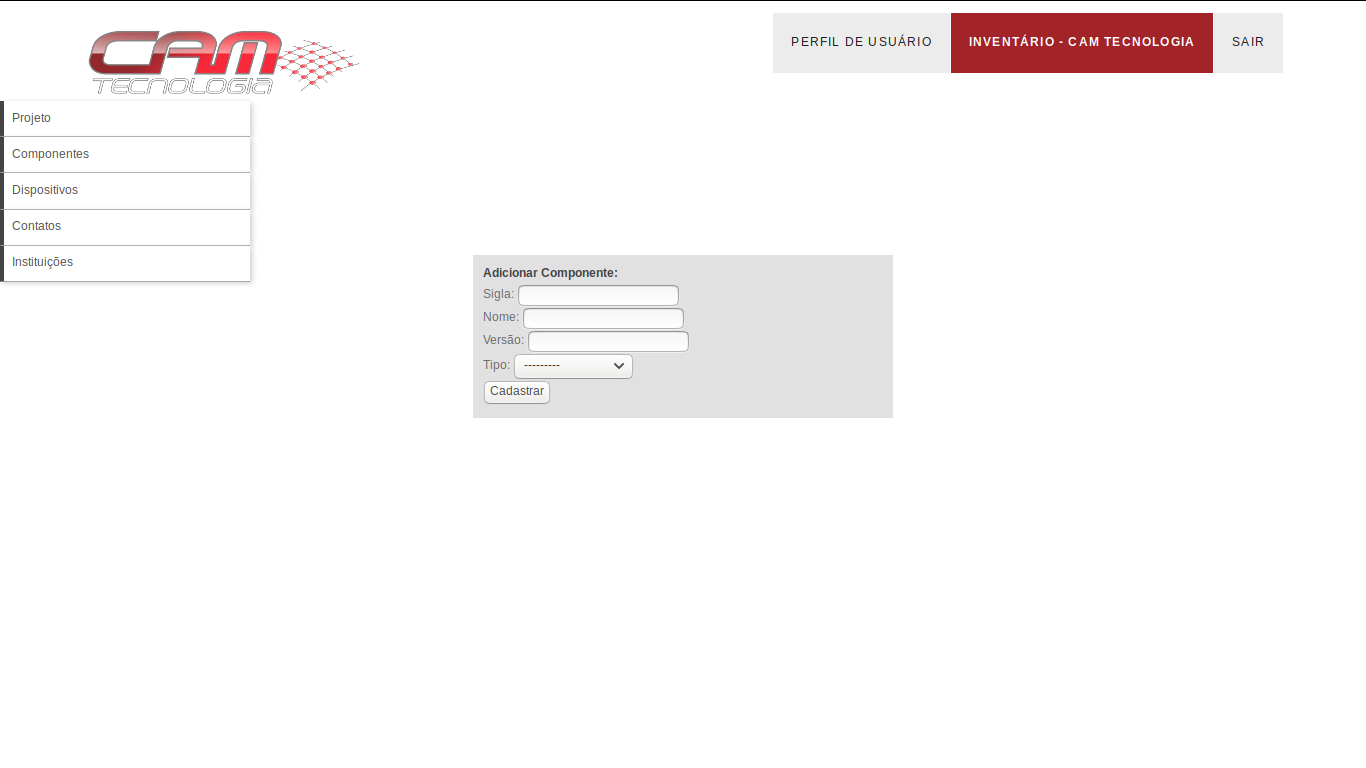 CAM
TECNOLOGIA
PERFIL DE USUÁRIO
INVENTÁRIO - CAM TECNOLOGIA
SAIR
Projeto
Componentes
Dispositivos
Contatos
Instituições
Adicionar Componente:
Sigla:
Nome:
Versão:
Tipo: ---------
Cadastrar